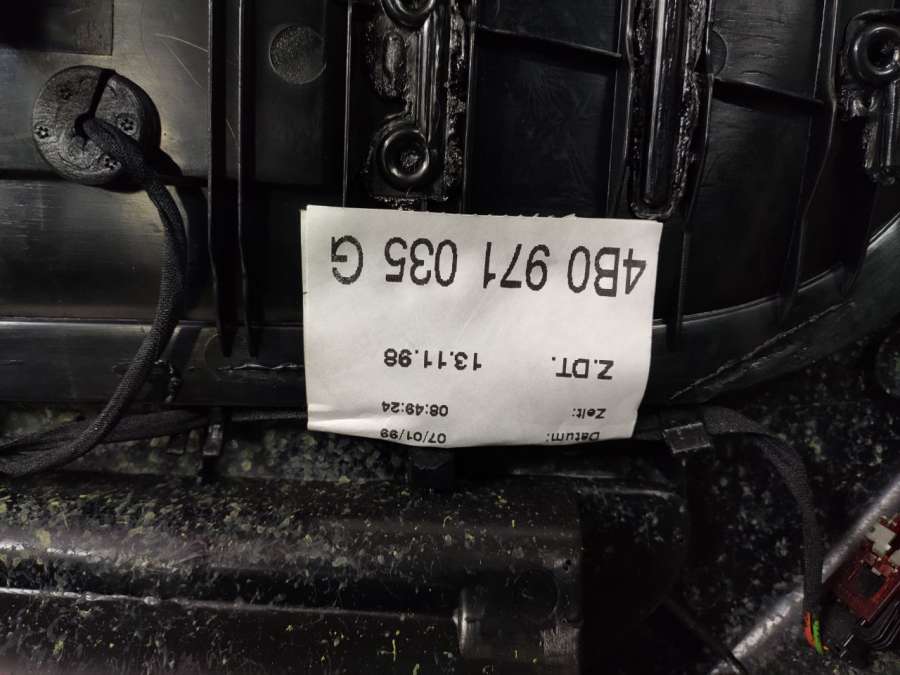 4B0 971 035 G
Z.DT. 13.11.98
Zeit: 08:49:24
Datum: 07/01/99